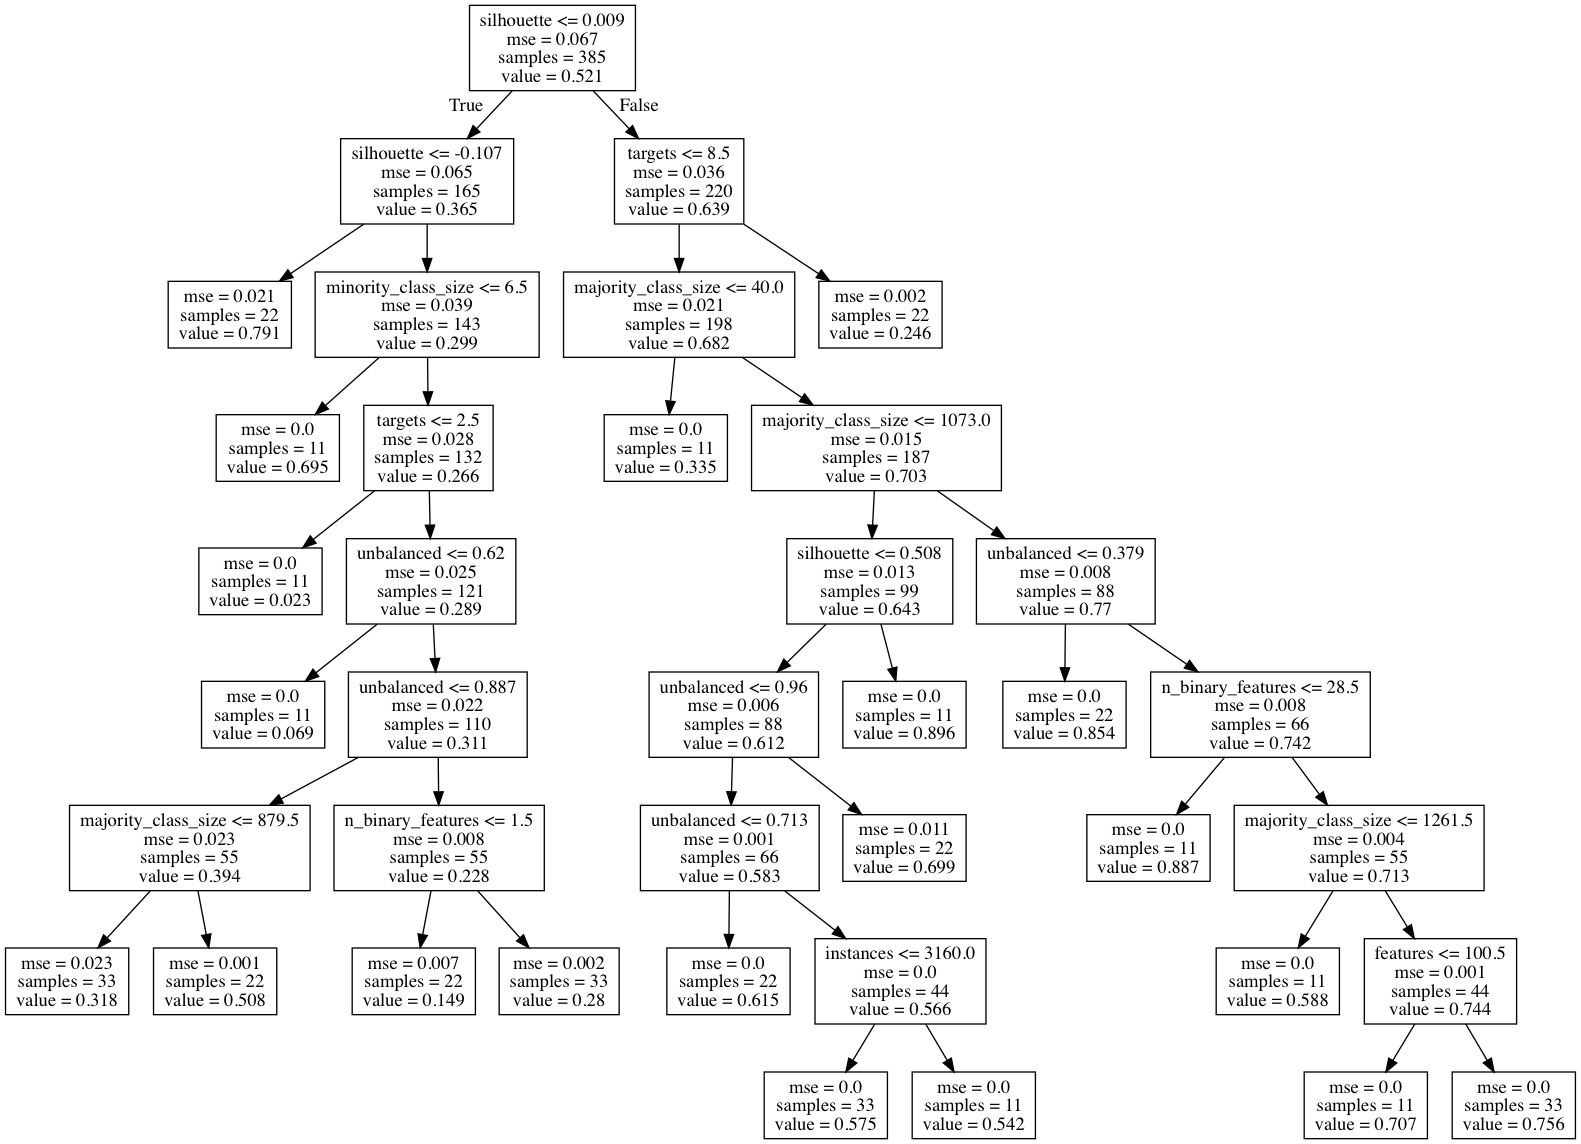 silhouette <= 0.009
mse = 0.067
samples = 385
value = 0.521
True
False
silhouette <= -0.107
mse = 0.065
samples = 165
value = 0.365
targets <= 8.5
mse = 0.036
samples = 220
value = 0.639
mse = 0.021
samples = 22
value = 0.791
minority_class_size <= 6.5
mse = 0.039
samples = 143
value = 0.299
majority_class_size <= 40.0
mse = 0.021
samples = 198
value = 0.682
mse = 0.002
samples = 22
value = 0.246
mse = 0.0
samples = 11
value = 0.695
targets <= 2.5
mse = 0.028
samples = 132
value = 0.266
mse = 0.0
samples = 11
value = 0.335
majority_class_size <= 1073.0
mse = 0.015
samples = 187
value = 0.703
mse = 0.0
samples = 11
value = 0.023
unbalanced <= 0.62
mse = 0.025
samples = 121
value = 0.289
silhouette <= 0.508
mse = 0.013
samples = 99
value = 0.643
unbalanced <= 0.379
mse = 0.008
samples = 88
value = 0.77
mse = 0.0
samples = 11
value = 0.069
unbalanced <= 0.887
mse = 0.022
samples = 110
value = 0.311
unbalanced <= 0.96
mse = 0.006
samples = 88
value = 0.612
mse = 0.0
samples = 11
value = 0.896
mse = 0.0
samples = 22
value = 0.854
n_binary_features <= 28.5
mse = 0.008
samples = 66
value = 0.742
majority_class_size <= 879.5
mse = 0.023
samples = 55
value = 0.394
n_binary_features <= 1.5
mse = 0.008
samples = 55
value = 0.228
unbalanced <= 0.713
mse = 0.001
samples = 66
value = 0.583
mse = 0.011
samples = 22
value = 0.699
mse = 0.0
samples = 11
value = 0.887
majority_class_size <= 1261.5
mse = 0.004
samples = 55
value = 0.713
mse = 0.023
samples = 33
value = 0.318
mse = 0.001
samples = 22
value = 0.508
mse = 0.007
samples = 22
value = 0.149
mse = 0.002
samples = 33
value = 0.28
mse = 0.0
samples = 22
value = 0.615
instances <= 3160.0
mse = 0.0
samples = 44
value = 0.566
mse = 0.0
samples = 11
value = 0.588
features <= 100.5
mse = 0.001
samples = 44
value = 0.744
mse = 0.0
samples = 33
value = 0.575
mse = 0.0
samples = 11
value = 0.542
mse = 0.0
samples = 11
value = 0.707
mse = 0.0
samples = 33
value = 0.756